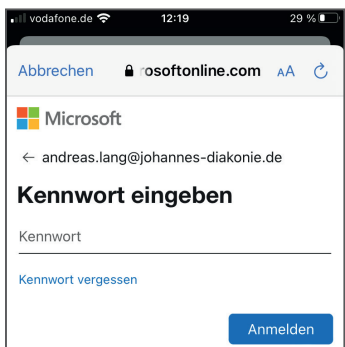 vodafone.de 12:19 29 %
Abbrechen rosoftonline.com AA
Microsoft
← andreas.lang@johannes-diakonie.de
Kennwort eingeben
Kennwort
Kennwort vergessen
Anmelden